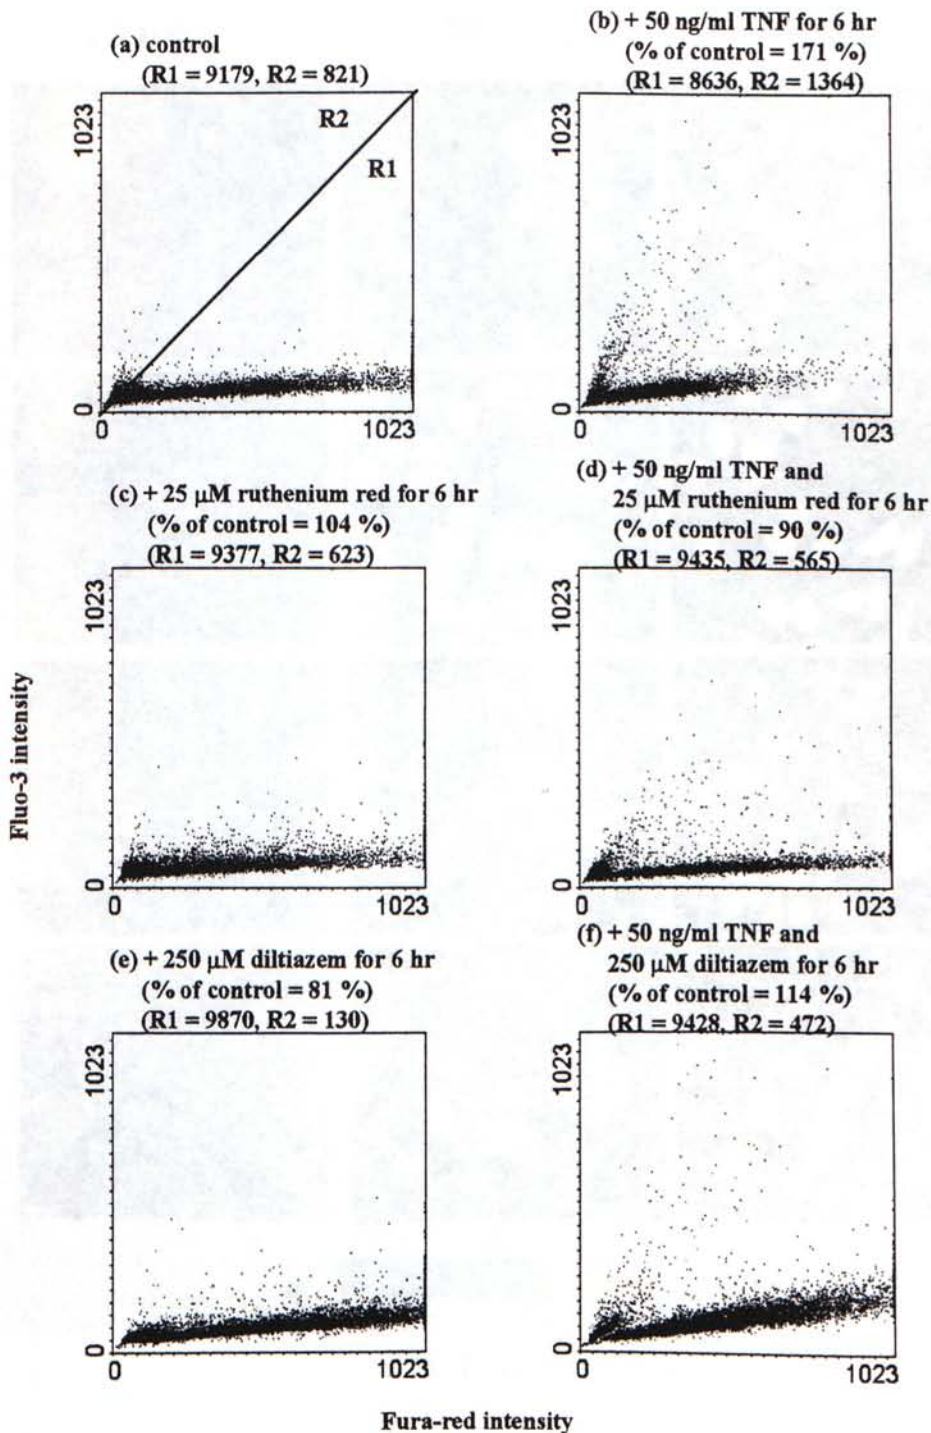 (a) control
(R1 = 9179, R2 = 821)
1023
R2
R1
0
0
1023
(b) + 50 ng/ml TNF for 6 hr
(% of control = 171 %)
(R1 = 8636, R2 = 1364)
1023
0
0
1023
(c) + 25 μM ruthenium red for 6 hr
(% of control = 104 %)
(R1 = 9377, R2 = 623)
1023
0
0
1023
(d) + 50 ng/ml TNF and
25 μM ruthenium red for 6 hr
(% of control = 90 %)
(R1 = 9435, R2 = 565)
1023
0
0
1023
Fluo-3 intensity
(e) + 250 μM diltiazem for 6 hr
(% of control = 81 %)
(R1 = 9870, R2 = 130)
1023
0
0
1023
(f) + 50 ng/ml TNF and
250 μM diltiazem for 6 hr
(% of control = 114 %)
(R1 = 9428, R2 = 472)
1023
0
0
1023
Fura-red intensity